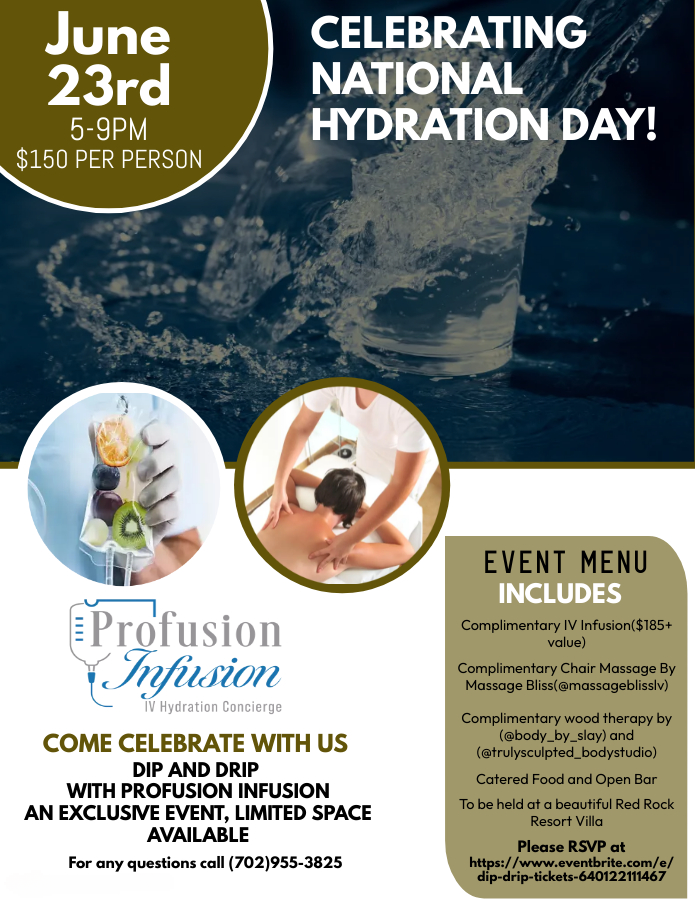 June
23rd
5-9PM
$150 PER PERSON
CELEBRATING
NATIONAL
HYDRATION DAY!
Profusion
Infusion
IV Hydration Concierge
COME CELEBRATE WITH US
DIP AND DRIP
WITH PROFUSION INFUSION
AN EXCLUSIVE EVENT, LIMITED SPACE
AVAILABLE
For any questions call (702)955-3825
EVENT MENU
INCLUDES
Complimentary IV Infusion($185+
value)
Complimentary Chair Massage By
Massage Bliss(@massageblisslv)
Complimentary wood therapy by
(@body_by_slay) and
(@trulysculpted_bodystudio)
Catered Food and Open Bar
To be held at a beautiful Red Rock
Resort Villa
Please RSVP at
https://www.eventbrite.com/e/
dip-drip-tickets-640122111467